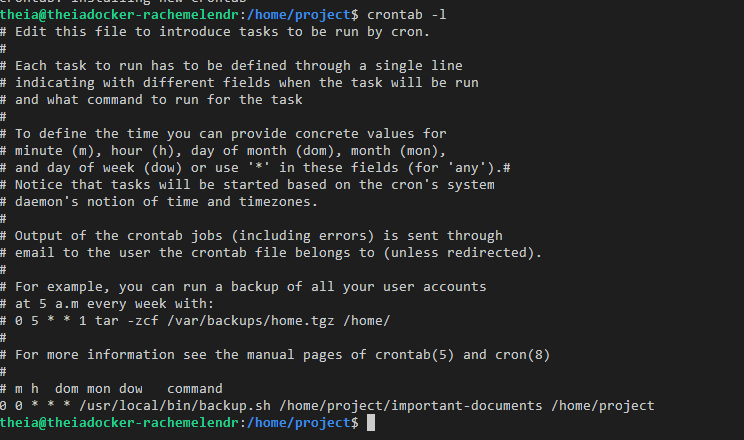 crontab: installing new crontab
theia@theiadocker-rachemelendr:/home/project$ crontab -l
# Edit this file to introduce tasks to be run by cron.
#
# Each task to run has to be defined through a single line
# indicating with different fields when the task will be run
# and what command to run for the task
#
# To define the time you can provide concrete values for
# minute (m), hour (h), day of month (dom), month (mon),
# and day of week (dow) or use '*' in these fields (for 'any').#
# Notice that tasks will be started based on the cron's system
# daemon's notion of time and timezones.
#
# Output of the crontab jobs (including errors) is sent through
# email to the user the crontab file belongs to (unless redirected).
#
# For example, you can run a backup of all your user accounts
# at 5 a.m every week with:
# 0 5 * * 1 tar -zcf /var/backups/home.tgz /home/
#
# For more information see the manual pages of crontab(5) and cron(8)
#
# m h  dom mon dow   command
0 0 * * * /usr/local/bin/backup.sh /home/project/important-documents /home/project
theia@theiadocker-rachemelendr:/home/project$